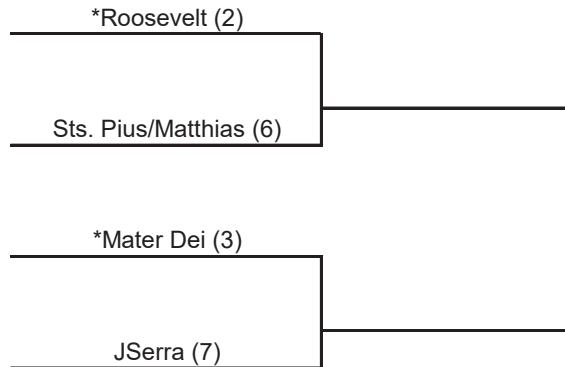 *Roosevelt (2)
Sts. Pius/Matthias (6)
*Mater Dei (3)
JSerra (7)